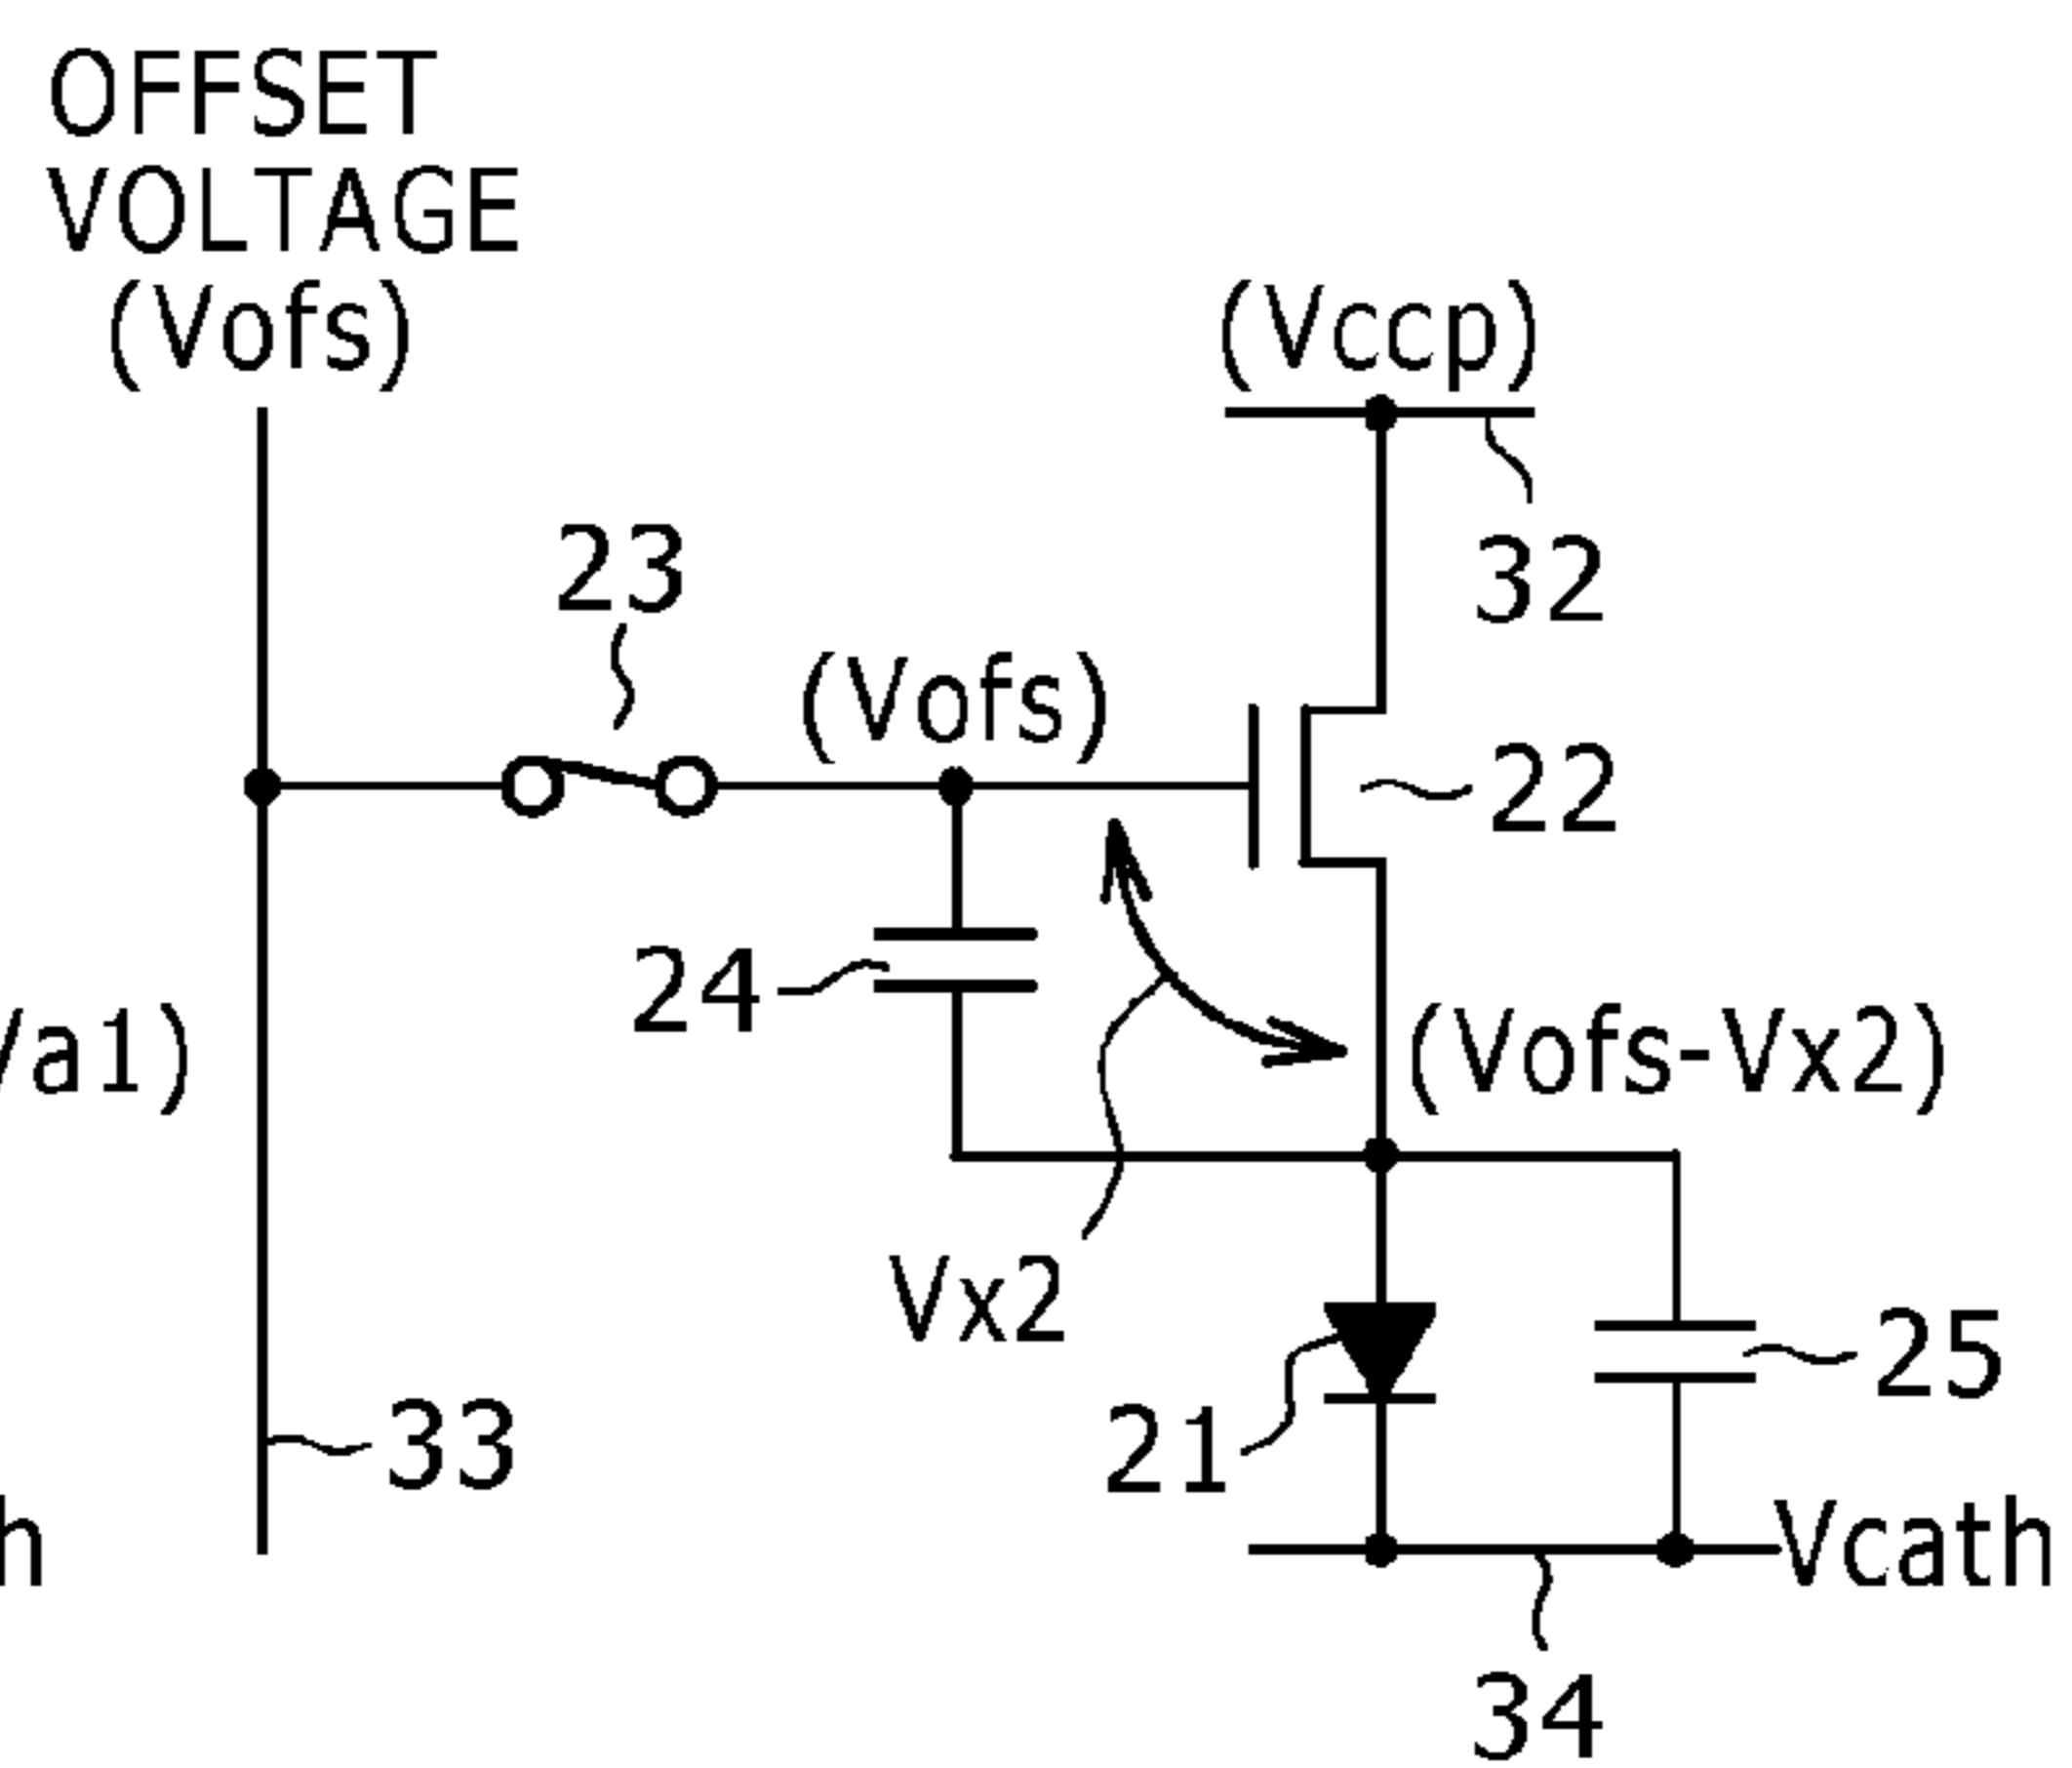 OFFSET
VOLTAGE
(Vofs)
(Vccp)
32
23
(Vofs)
22
24
a1)
(Vofs-Vx2)
Vx2
25
21
33
h
Vcath
34